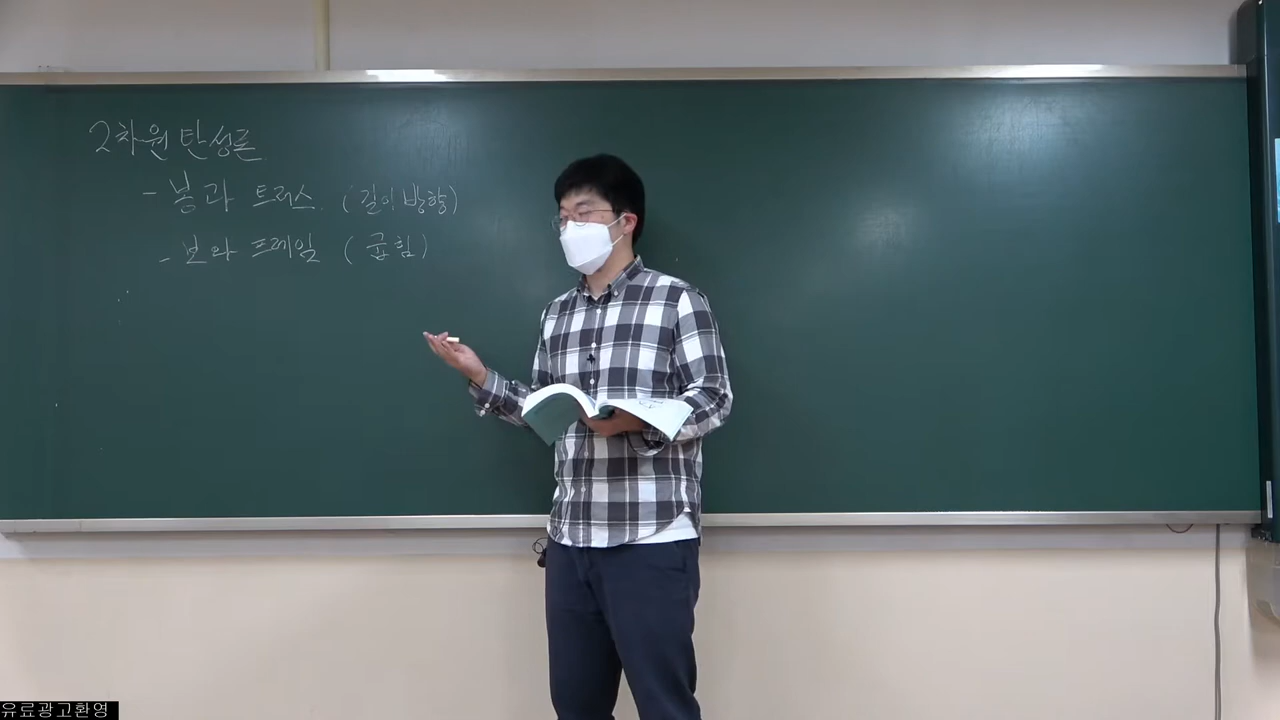 2차원 탄성론
- 봉과 트러스 (길이 방향)
- 보와 프레임 (굽힘)
유료광고환영